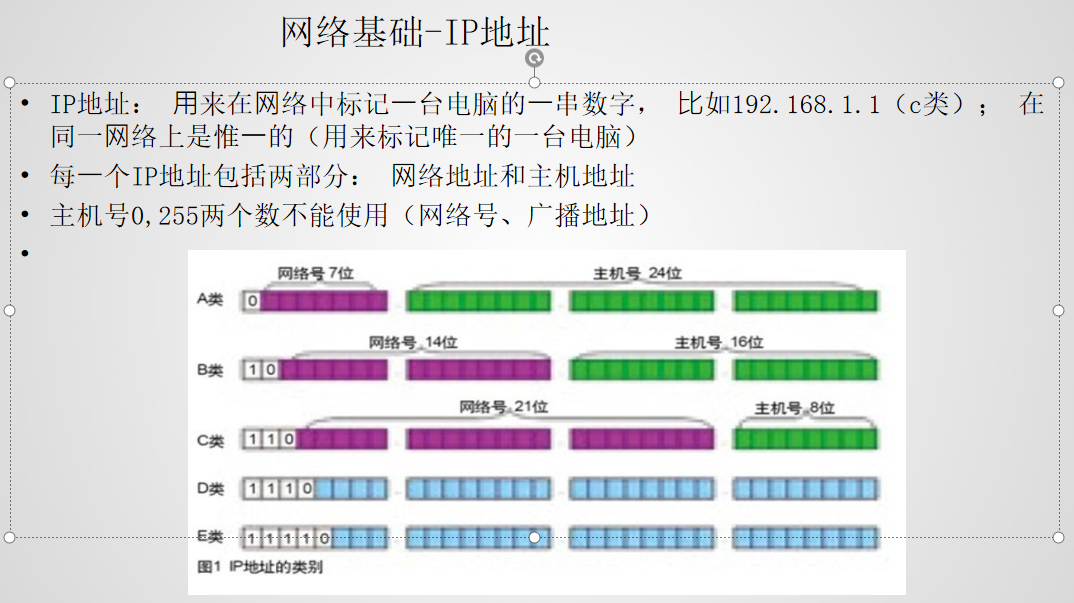 网络基础-IP地址
• IP地址： 用来在网络中标记一台电脑的一串数字， 比如192.168.1.1（c类）； 在
同一网络上是惟一的（用来标记唯一的一台电脑）
• 每一个IP地址包括两部分： 网络地址和主机地址
• 主机号0,255两个数不能使用（网络号、广播地址）
•
网络号 7位 主机号 24位
A类 0
网络号 14位 主机号 16位
B类 1 0
网络号 21位 主机号 8位
C类 1 1 0
D类 1 1 1 0
E类 1 1 1 1 0
图1 IP地址的类别